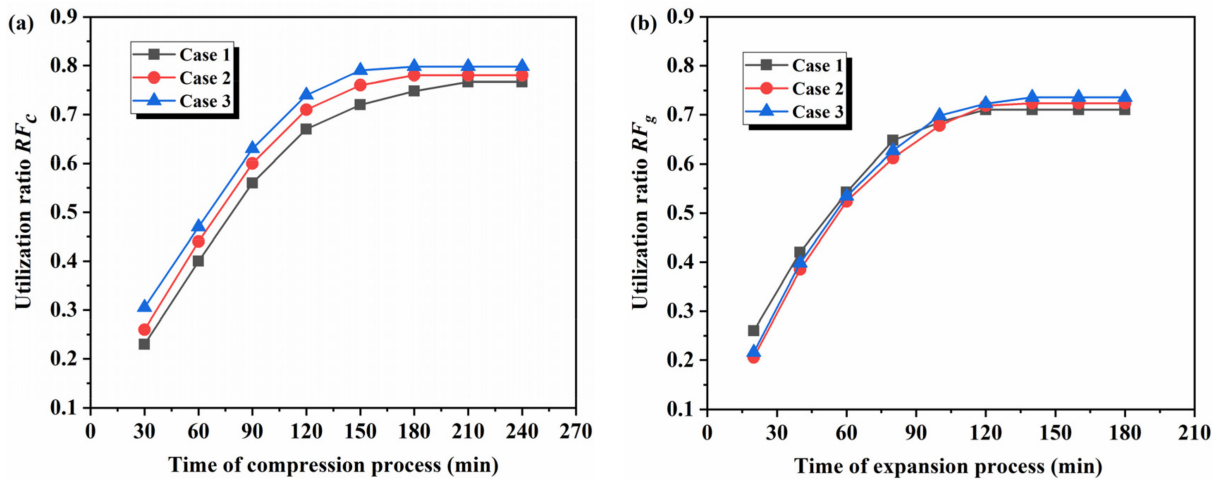 (a)
0.9
0.8
0.7
0.6
0.5
0.4
0.3
0.2
0.1
Utilization ratio RFc
Case 1
Case 2
Case 3
0 30 60 90 120 150 180 210 240 270
Time of compression process (min)
(b)
0.9
0.8
0.7
0.6
0.5
0.4
0.3
0.2
0.1
Utilization ratio RFg
Case 1
Case 2
Case 3
0 30 60 90 120 150 180 210
Time of expansion process (min)